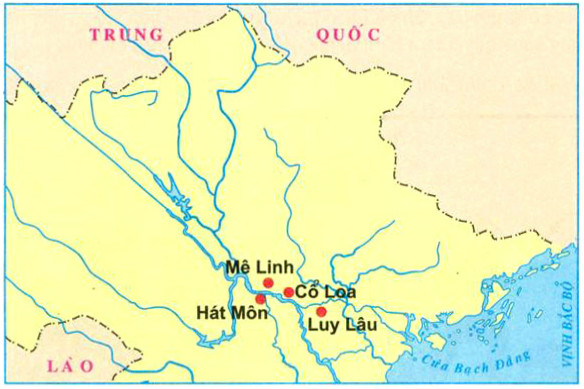 TRUNG QUỐC
Mê Linh
Cổ Loa
Hát Môn
Luy Lâu
Cửa Bạch Đằng
VỊNH BẮC BỘ
LÀO